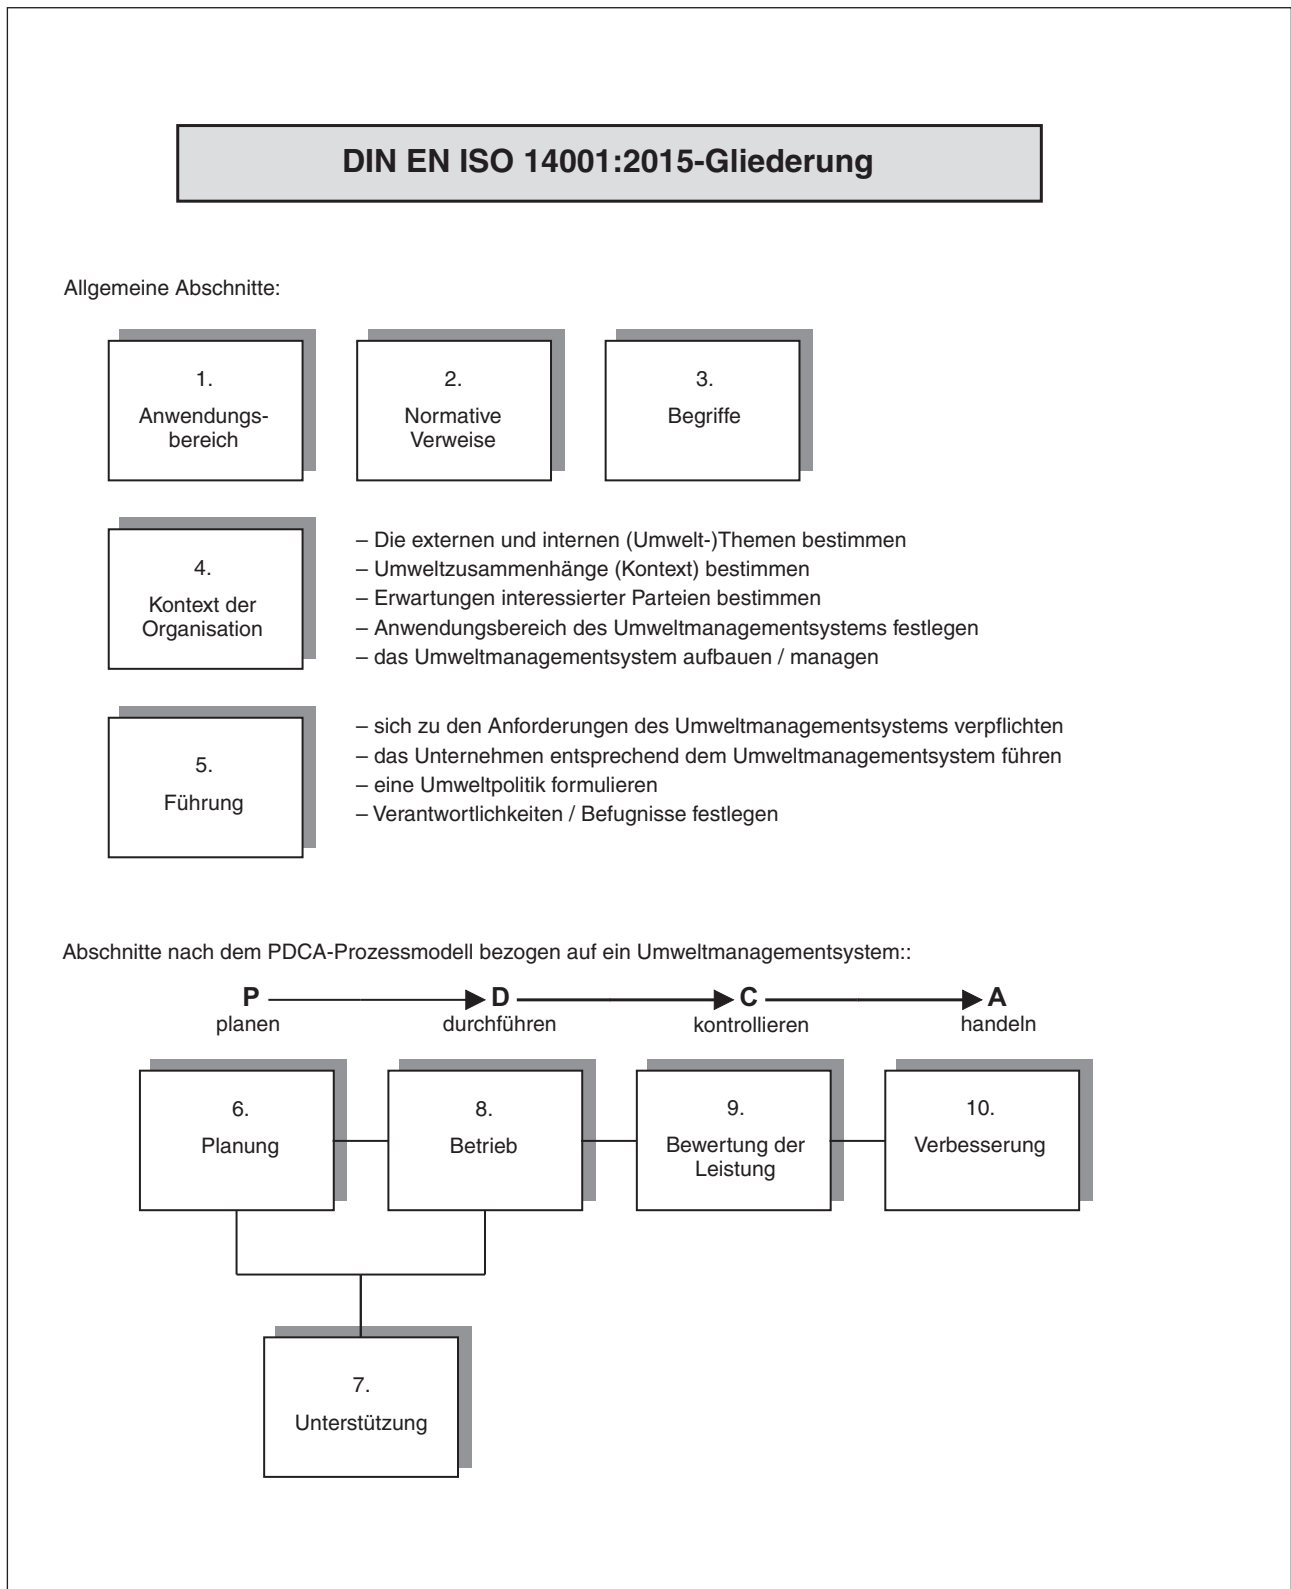 DIN EN ISO 14001:2015-Gliederung
Allgemeine Abschnitte:
1.
Anwendungs-
bereich
2.
Normative
Verweise
3.
Begriffe
4.
Kontext der
Organisation
– Die externen und internen (Umwelt-)Themen bestimmen
– Umweltzusammenhänge (Kontext) bestimmen
– Erwartungen interessierter Parteien bestimmen
– Anwendungsbereich des Umweltmanagementsystems festlegen
– das Umweltmanagementsystem aufbauen / managen
5.
Führung
– sich zu den Anforderungen des Umweltmanagementsystems verpflichten
– das Unternehmen entsprechend dem Umweltmanagementsystem führen
– eine Umweltpolitik formulieren
– Verantwortlichkeiten / Befugnisse festlegen
Abschnitte nach dem PDCA-Prozessmodell bezogen auf ein Umweltmanagementsystem::
P
planen
D
durchführen
C
kontrollieren
A
handeln
6.
Planung
8.
Betrieb
9.
Bewertung der
Leistung
10.
Verbesserung
7.
Unterstützung